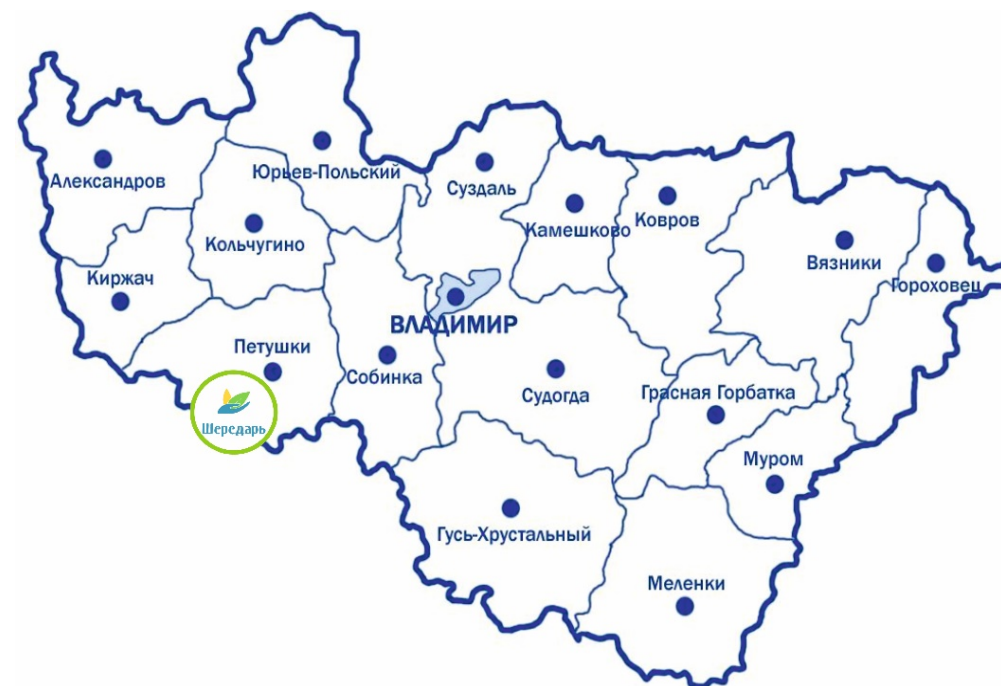 Александров
Юрьев-Польский
Суздаль
Кольчугино
Камешково
Ковров
Вязники
Гороховец
Киржач
ВЛАДИМИР
Петушки
Собинка
Судогда
Грасная Горбатка
Шередарь
Муром
Гусь-Хрустальный
Меленки